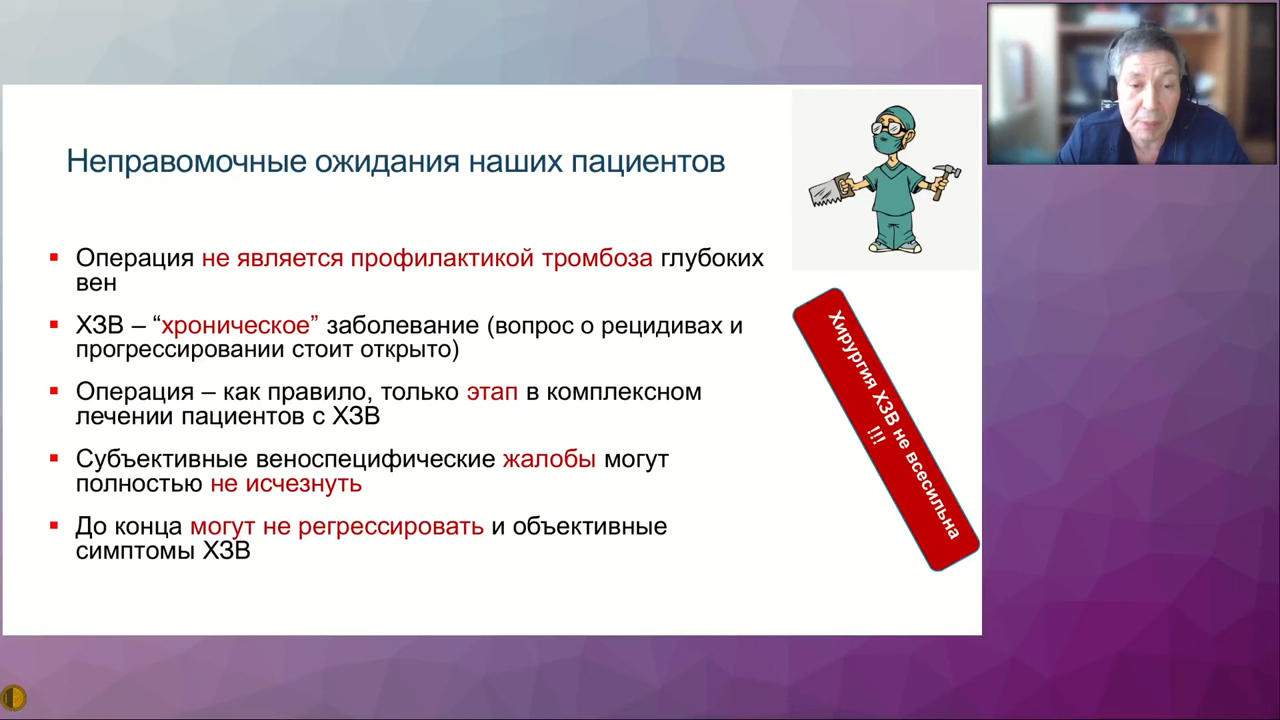 Неправомочные ожидания наших пациентов
Операция не является профилактикой тромбоза глубоких
вен
ХЗВ – “хроническое” заболевание (вопрос о рецидивах и
прогрессировании стоит открыто)
Операция – как правило, только этап в комплексном
лечении пациентов с ХЗВ
Субъективные веноспецифические жалобы могут
полностью не исчезнуть
До конца могут не регрессировать и объективные
симптомы ХЗВ
Хирургия ХЗВ не всесильна
!!!